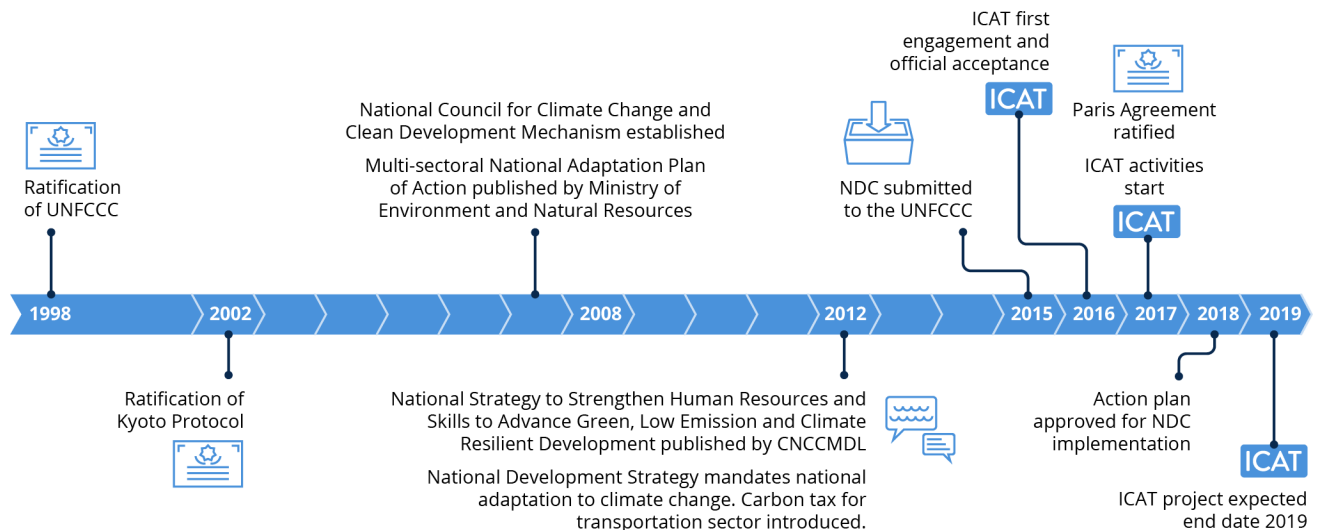 ICAT first
engagement and
official acceptance
ICAT
Paris Agreement
ratified
ICAT activities
start
ICAT
National Council for Climate Change and
Clean Development Mechanism established
Multi-sectoral National Adaptation Plan
of Action published by Ministry of
Environment and Natural Resources
Ratification
of UNFCCC
NDC submitted
to the UNFCCC
1998
2002
2008
2012
2015
2016
2017
2018
2019
Ratification of
Kyoto Protocol
National Strategy to Strengthen Human Resources and
Skills to Advance Green, Low Emission and Climate
Resilient Development published by CNCCMDL
National Development Strategy mandates national
adaptation to climate change. Carbon tax for
transportation sector introduced.
Action plan
approved for NDC
implementation
ICAT
ICAT project expected
end date 2019